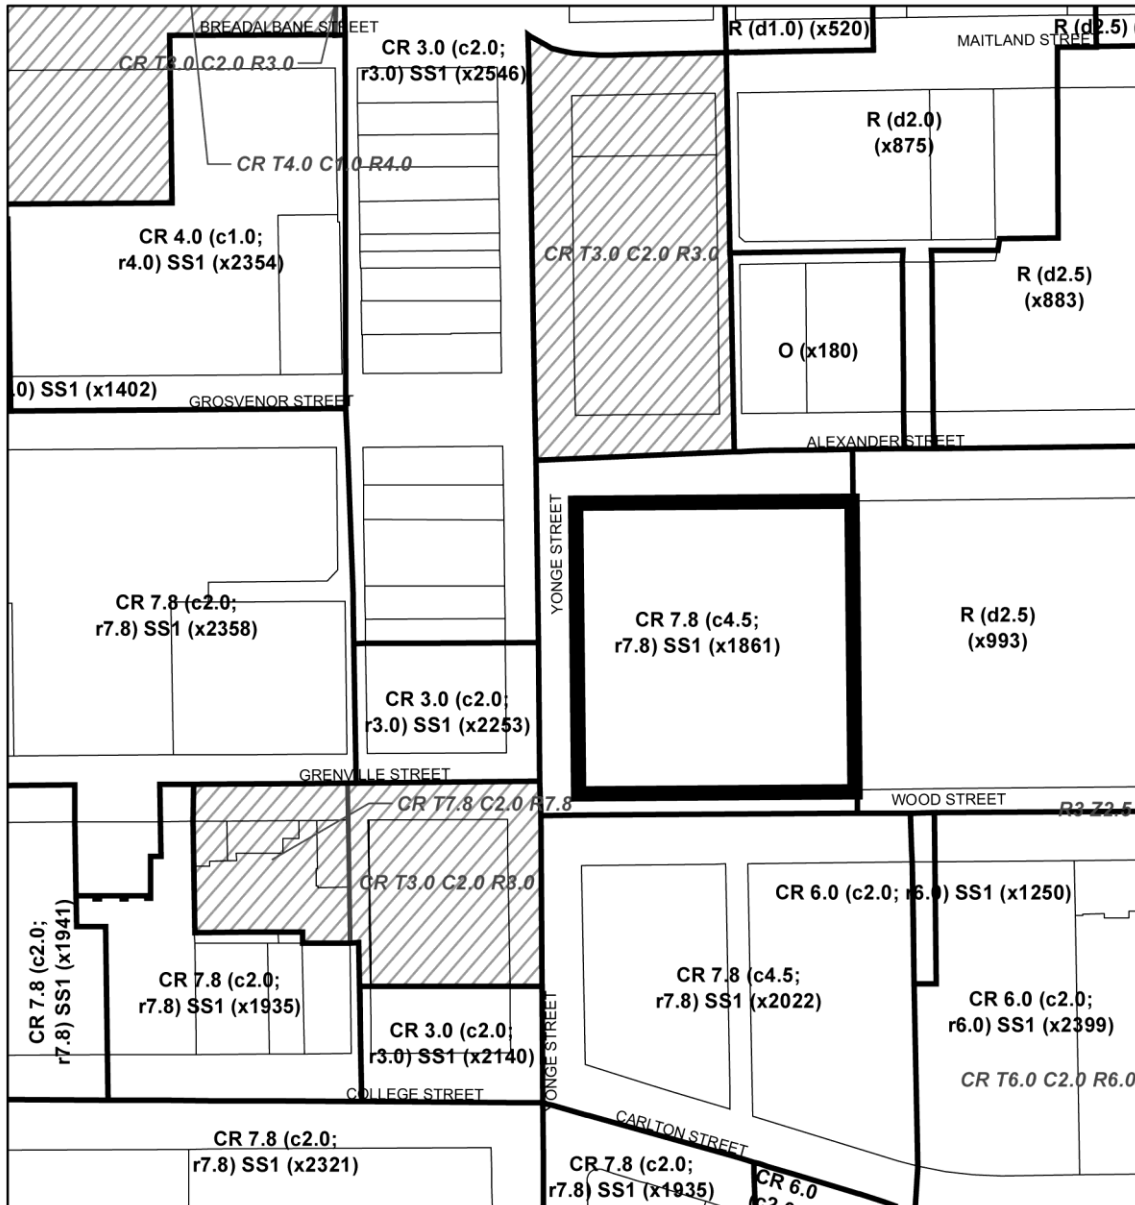 BREADALBANE STREET
CR T3.0 C2.0 R3.0
CR 3.0 (c2.0;
r3.0) SS1 (x2546)
R (d1.0) (x520)
R (d2.5) (
MAITLAND STREET
R (d2.0)
(x875)
CR T4.0 C1.0 R4.0
CR 4.0 (c1.0;
r4.0) SS1 (x2354)
CR T3.0 C2.0 R3.0
R (d2.5)
(x883)
O (x180)
.0) SS1 (x1402)
GROSVENOR STREET
ALEXANDER STREET
YONGE STREET
CR 7.8 (c2.0;
r7.8) SS1 (x2358)
CR 7.8 (c4.5;
r7.8) SS1 (x1861)
R (d2.5)
(x993)
CR 3.0 (c2.0;
r3.0) SS1 (x2253)
GRENVILLE STREET
CR T7.8 C2.0 R7.8
WOOD STREET
R3 Z2.5
CR T3.0 C2.0 R3.0
CR 6.0 (c2.0; r6.0) SS1 (x1250)
CR 7.8 (c2.0;
r7.8) SS1 (x1941)
CR 7.8 (c2.0;
r7.8) SS1 (x1935)
CR 7.8 (c4.5;
r7.8) SS1 (x2022)
CR 6.0 (c2.0;
r6.0) SS1 (x2399)
CR 3.0 (c2.0;
r3.0) SS1 (x2140)
YONGE STREET
CR T6.0 C2.0 R6.0
COLLEGE STREET
CARLTON STREET
CR 7.8 (c2.0;
r7.8) SS1 (x2321)
CR 7.8 (c2.0;
r7.8) SS1 (x1935)
CR 6.0